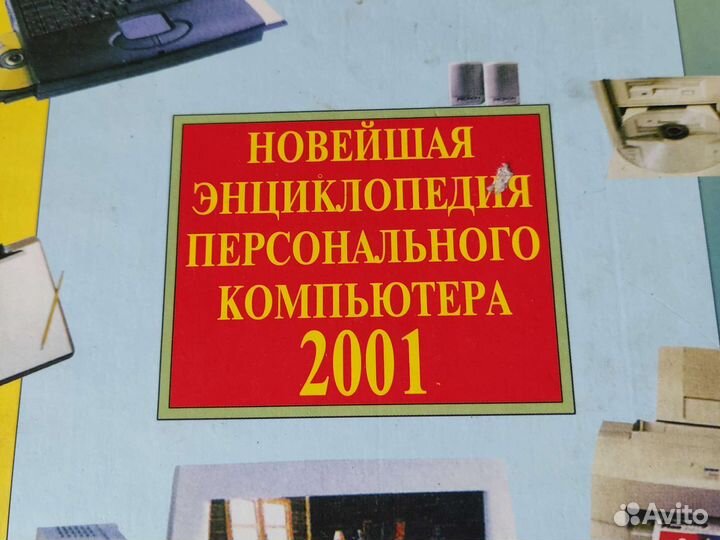 НОВЕЙШАЯ
ЭНЦИКЛОПЕДИЯ
ПЕРСОНАЛЬНОГО
КОМПЬЮТЕРА
2001
Avito